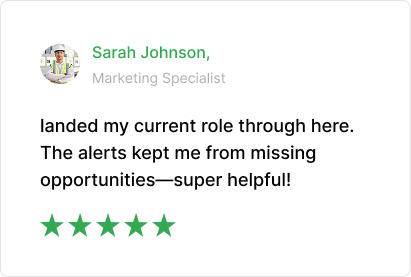 Sarah Johnson,
Marketing Specialist
landed my current role through here.
The alerts kept me from missing
opportunities—super helpful!